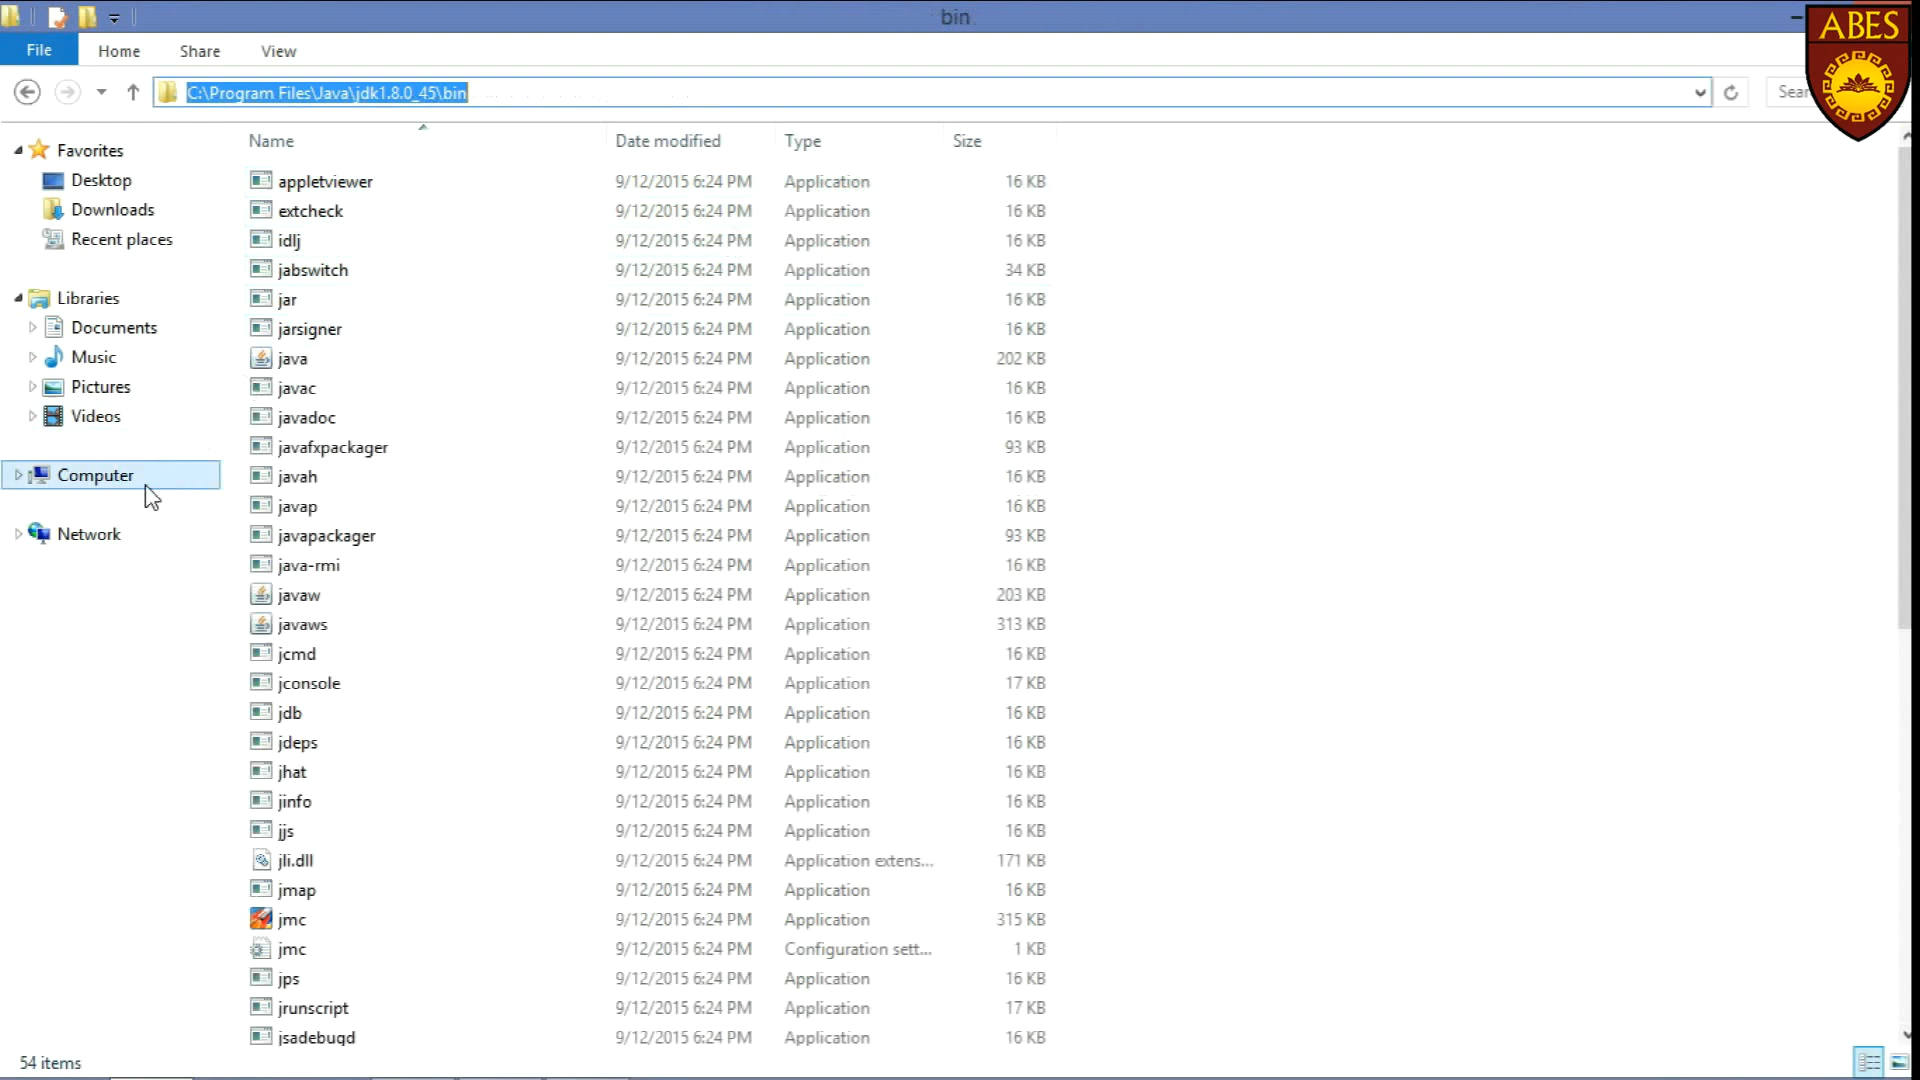 bin
ABES
File Home Share View
C:\Program Files\Java\jdk1.8.0_45\bin
Sear
Name Date modified Type Size
Favorites
Desktop
Downloads
Recent places
Libraries
Documents
Music
Pictures
Videos
Computer
Network
appletviewer 9/12/2015 6:24 PM Application 16 KB
extcheck 9/12/2015 6:24 PM Application 16 KB
idlj 9/12/2015 6:24 PM Application 16 KB
jabswitch 9/12/2015 6:24 PM Application 34 KB
jar 9/12/2015 6:24 PM Application 16 KB
jarsigner 9/12/2015 6:24 PM Application 16 KB
java 9/12/2015 6:24 PM Application 202 KB
javac 9/12/2015 6:24 PM Application 16 KB
javadoc 9/12/2015 6:24 PM Application 16 KB
javafxpackager 9/12/2015 6:24 PM Application 93 KB
javah 9/12/2015 6:24 PM Application 16 KB
javap 9/12/2015 6:24 PM Application 16 KB
javapackager 9/12/2015 6:24 PM Application 93 KB
java-rmi 9/12/2015 6:24 PM Application 16 KB
javaw 9/12/2015 6:24 PM Application 203 KB
javaws 9/12/2015 6:24 PM Application 313 KB
jcmd 9/12/2015 6:24 PM Application 16 KB
jconsole 9/12/2015 6:24 PM Application 17 KB
jdb 9/12/2015 6:24 PM Application 16 KB
jdeps 9/12/2015 6:24 PM Application 16 KB
jhat 9/12/2015 6:24 PM Application 16 KB
jinfo 9/12/2015 6:24 PM Application 16 KB
jjs 9/12/2015 6:24 PM Application 16 KB
jli.dll 9/12/2015 6:24 PM Application extens... 171 KB
jmap 9/12/2015 6:24 PM Application 16 KB
jmc 9/12/2015 6:24 PM Application 315 KB
jmc 9/12/2015 6:24 PM Configuration sett... 1 KB
jps 9/12/2015 6:24 PM Application 16 KB
jrunscript 9/12/2015 6:24 PM Application 17 KB
jsadebugd 9/12/2015 6:24 PM Application 16 KB
54 items